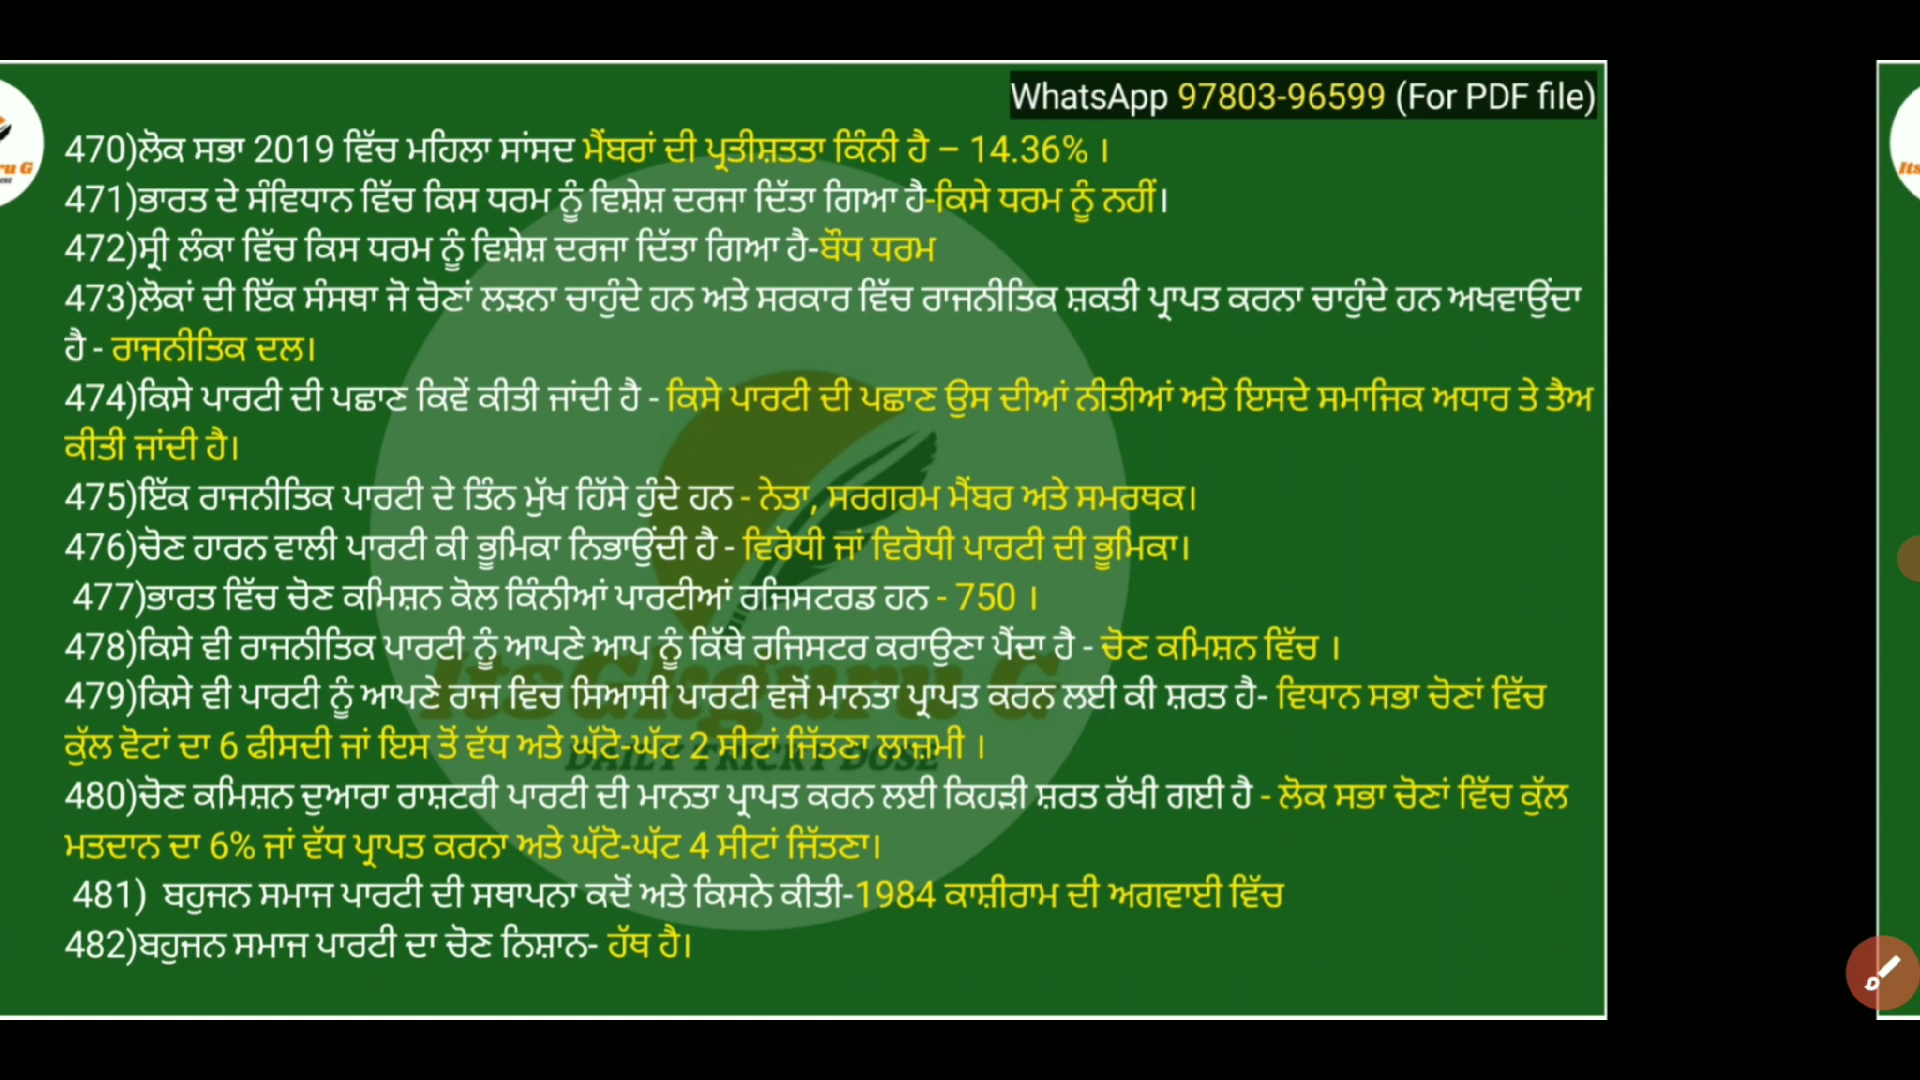 WhatsApp 97803-96599 (For PDF file)
470)ਲੋਕ ਸਭਾ 2019 ਵਿੱਚ ਮਹਿਲਾ ਸਾਂਸਦ ਮੈਂਬਰਾਂ ਦੀ ਪ੍ਰਤੀਸ਼ਤਤਾ ਕਿੰਨੀ ਹੈ – 14.36% ।
471)ਭਾਰਤ ਦੇ ਸੰਵਿਧਾਨ ਵਿੱਚ ਕਿਸ ਧਰਮ ਨੂੰ ਵਿਸ਼ੇਸ਼ ਦਰਜਾ ਦਿੱਤਾ ਗਿਆ ਹੈ-ਕਿਸੇ ਧਰਮ ਨੂੰ ਨਹੀਂ।
472)ਸ੍ਰੀ ਲੰਕਾ ਵਿੱਚ ਕਿਸ ਧਰਮ ਨੂੰ ਵਿਸ਼ੇਸ਼ ਦਰਜਾ ਦਿੱਤਾ ਗਿਆ ਹੈ-ਬੌਧ ਧਰਮ
473)ਲੋਕਾਂ ਦੀ ਇੱਕ ਸੰਸਥਾ ਜੋ ਚੋਣਾਂ ਲੜਨਾ ਚਾਹੁੰਦੇ ਹਨ ਅਤੇ ਸਰਕਾਰ ਵਿੱਚ ਰਾਜਨੀਤਿਕ ਸ਼ਕਤੀ ਪ੍ਰਾਪਤ ਕਰਨਾ ਚਾਹੁੰਦੇ ਹਨ ਅਖਵਾਉਂਦਾ
ਹੈ - ਰਾਜਨੀਤਿਕ ਦਲ।
474)ਕਿਸੇ ਪਾਰਟੀ ਦੀ ਪਛਾਣ ਕਿਵੇਂ ਕੀਤੀ ਜਾਂਦੀ ਹੈ - ਕਿਸੇ ਪਾਰਟੀ ਦੀ ਪਛਾਣ ਉਸ ਦੀਆਂ ਨੀਤੀਆਂ ਅਤੇ ਇਸਦੇ ਸਮਾਜਿਕ ਅਧਾਰ ਤੇ ਤੈਅ
ਕੀਤੀ ਜਾਂਦੀ ਹੈ।
475)ਇੱਕ ਰਾਜਨੀਤਿਕ ਪਾਰਟੀ ਦੇ ਤਿੰਨ ਮੁੱਖ ਹਿੱਸੇ ਹੁੰਦੇ ਹਨ - ਨੇਤਾ , ਸਰਗਰਮ ਮੈਂਬਰ ਅਤੇ ਸਮਰਥਕ।
476)ਚੋਣ ਹਾਰਨ ਵਾਲੀ ਪਾਰਟੀ ਕੀ ਭੂਮਿਕਾ ਨਿਭਾਉਂਦੀ ਹੈ - ਵਿਰੋਧੀ ਜਾਂ ਵਿਰੋਧੀ ਪਾਰਟੀ ਦੀ ਭੂਮਿਕਾ।
477)ਭਾਰਤ ਵਿੱਚ ਚੋਣ ਕਮਿਸ਼ਨ ਕੋਲ ਕਿੰਨੀਆਂ ਪਾਰਟੀਆਂ ਰਜਿਸਟਰਡ ਹਨ - 750 ।
478)ਕਿਸੇ ਵੀ ਰਾਜਨੀਤਿਕ ਪਾਰਟੀ ਨੂੰ ਆਪਣੇ ਆਪ ਨੂੰ ਕਿੱਥੇ ਰਜਿਸਟਰ ਕਰਾਉਣਾ ਪੈਂਦਾ ਹੈ - ਚੋਣ ਕਮਿਸ਼ਨ ਵਿੱਚ ।
479)ਕਿਸੇ ਵੀ ਪਾਰਟੀ ਨੂੰ ਆਪਣੇ ਰਾਜ ਵਿਚ ਸਿਆਸੀ ਪਾਰਟੀ ਵਜੋਂ ਮਾਨਤਾ ਪ੍ਰਾਪਤ ਕਰਨ ਲਈ ਕੀ ਸ਼ਰਤ ਹੈ- ਵਿਧਾਨ ਸਭਾ ਚੋਣਾਂ ਵਿੱਚ
ਕੁੱਲ ਵੋਟਾਂ ਦਾ 6 ਫੀਸਦੀ ਜਾਂ ਇਸ ਤੋਂ ਵੱਧ ਅਤੇ ਘੱਟੋ-ਘੱਟ 2 ਸੀਟਾਂ ਜਿੱਤਣਾ ਲਾਜ਼ਮੀ ।
480)ਚੋਣ ਕਮਿਸ਼ਨ ਦੁਆਰਾ ਰਾਸ਼ਟਰੀ ਪਾਰਟੀ ਦੀ ਮਾਨਤਾ ਪ੍ਰਾਪਤ ਕਰਨ ਲਈ ਕਿਹੜੀ ਸ਼ਰਤ ਰੱਖੀ ਗਈ ਹੈ - ਲੋਕ ਸਭਾ ਚੋਣਾਂ ਵਿੱਚ ਕੁੱਲ
ਮਤਦਾਨ ਦਾ 6% ਜਾਂ ਵੱਧ ਪ੍ਰਾਪਤ ਕਰਨਾ ਅਤੇ ਘੱਟੋ-ਘੱਟ 4 ਸੀਟਾਂ ਜਿੱਤਣਾ।
481) ਬਹੁਜਨ ਸਮਾਜ ਪਾਰਟੀ ਦੀ ਸਥਾਪਨਾ ਕਦੋਂ ਅਤੇ ਕਿਸਨੇ ਕੀਤੀ-1984 ਕਾਸ਼ੀਰਾਮ ਦੀ ਅਗਵਾਈ ਵਿੱਚ
482)ਬਹੁਜਨ ਸਮਾਜ ਪਾਰਟੀ ਦਾ ਚੋਣ ਨਿਸ਼ਾਨ- ਹੱਥ ਹੈ।
DAILY TRICKY DOSE